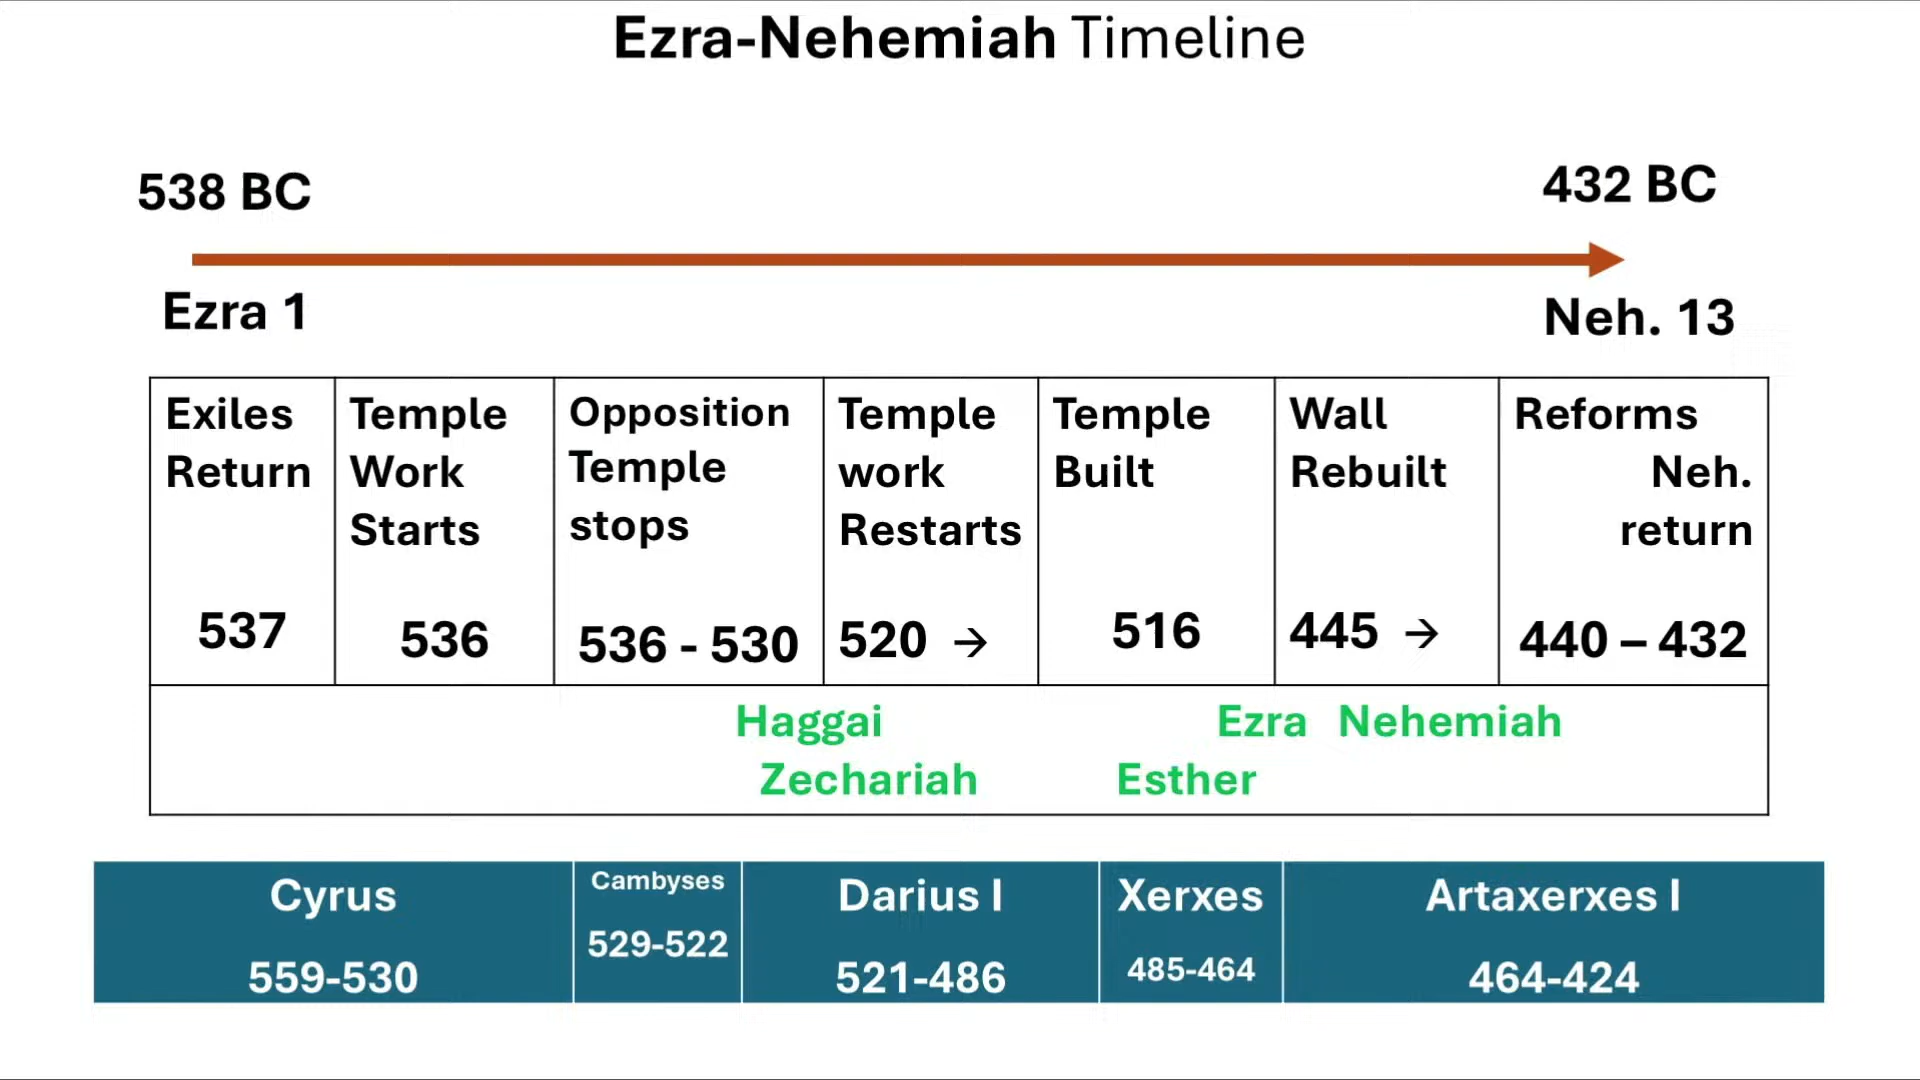 Ezra-Nehemiah Timeline
538 BC
432 BC
Ezra 1
Neh. 13
Exiles
Return
537
Temple
Work
Starts
536
Opposition
Temple
stops
536 - 530
Temple
work
Restarts
520 →
Temple
Built
516
Wall
Rebuilt
445 →
Reforms
Neh.
return
440 – 432
Haggai
Ezra Nehemiah
Zechariah
Esther
Cyrus
559-530
Cambyses
529-522
Darius I
521-486
Xerxes
485-464
Artaxerxes I
464-424